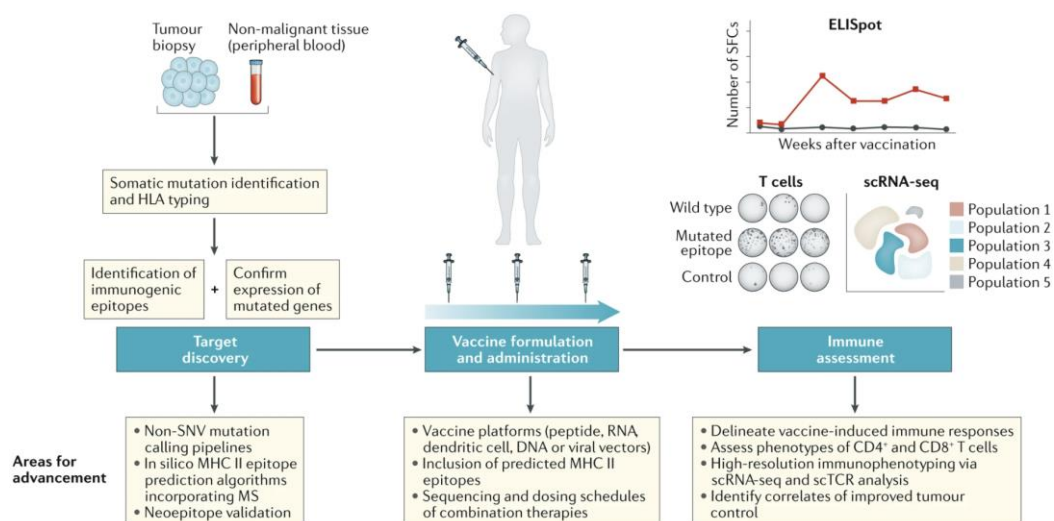 Tumour
biopsy
Non-malignant tissue
(peripheral blood)
Somatic mutation identification
and HLA typing
Identification of
immunogenic
epitopes
+
Confirm
expression of
mutated genes
ELISpot
Number of SFCs
Weeks after vaccination
T cells
Wild type
Mutated
epitope
Control
scRNA-seq
Population 1
Population 2
Population 3
Population 4
Population 5
Target
discovery
Vaccine formulation
and administration
Immune
assessment
Areas for
advancement
• Non-SNV mutation
calling pipelines
• In silico MHC II epitope
prediction algorithms
incorporating MS
• Neoepitope validation
• Vaccine platforms (peptide, RNA,
dendritic cell, DNA or viral vectors)
• Inclusion of predicted MHC II
epitopes
• Sequencing and dosing schedules
of combination therapies
• Delineate vaccine-induced immune responses
• Assess phenotypes of CD4⁺ and CD8⁺ T cells
• High-resolution immunophenotyping via
scRNA-seq and scTCR analysis
• Identify correlates of improved tumour
control